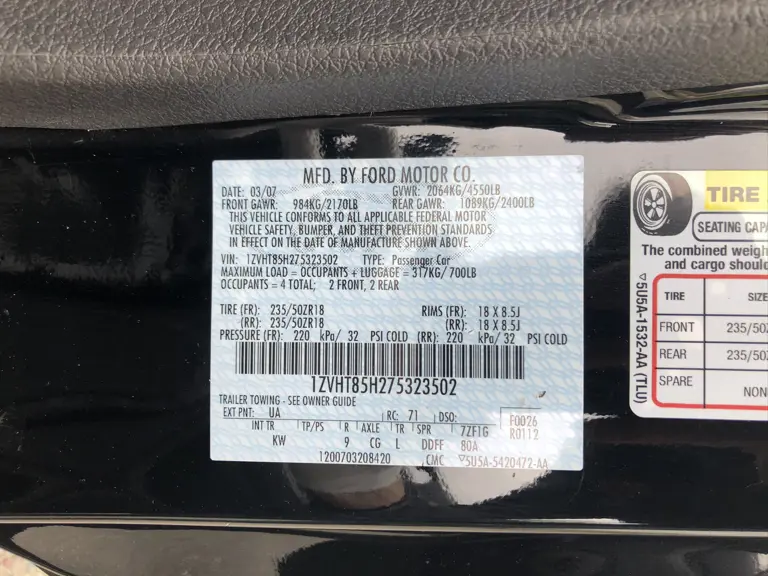 MFD. BY FORD MOTOR CO.
DATE: 03/07 GVWR: 2064KG/4550LB
FRONT GAWR: 984KG/2170LB REAR GAWR: 1089KG/2400LB
THIS VEHICLE CONFORMS TO ALL APPLICABLE FEDERAL MOTOR
VEHICLE SAFETY, BUMPER, AND THEFT PREVENTION STANDARDS
IN EFFECT ON THE DATE OF MANUFACTURE SHOWN ABOVE.
VIN: 1ZVHT85H275323502 TYPE: Passenger Car
MAXIMUM LOAD = OCCUPANTS + LUGGAGE = 317KG/700LB
OCCUPANTS = 4 TOTAL; 2 FRONT, 2 REAR
TIRE (FR): 235/50ZR18 RIMS (FR): 18 X 8.5J
(RR): 235/50ZR18 (RR): 18 X 8.5J
PRESSURE (FR): 220 kPa/ 32 PSI COLD (RR): 220 kPa/ 32 PSI COLD
1ZVHT85H275323502
TRAILER TOWING - SEE OWNER GUIDE
EXT PNT: UA RC: 71 DSO: F0026
INT TR TP/PS R AXLE TR SPR 7ZF1G R0112
KW 9 CG L DDFF 80A
1200703208420 CMC ▽5U5A-5420472-AA
TIRE
SEATING CAPA
The combined weigh
and cargo shoul
TIRE SIZE
FRONT 235/50Z
REAR 235/50Z
SPARE NON
▽5U5A-1532-AA (TLU)